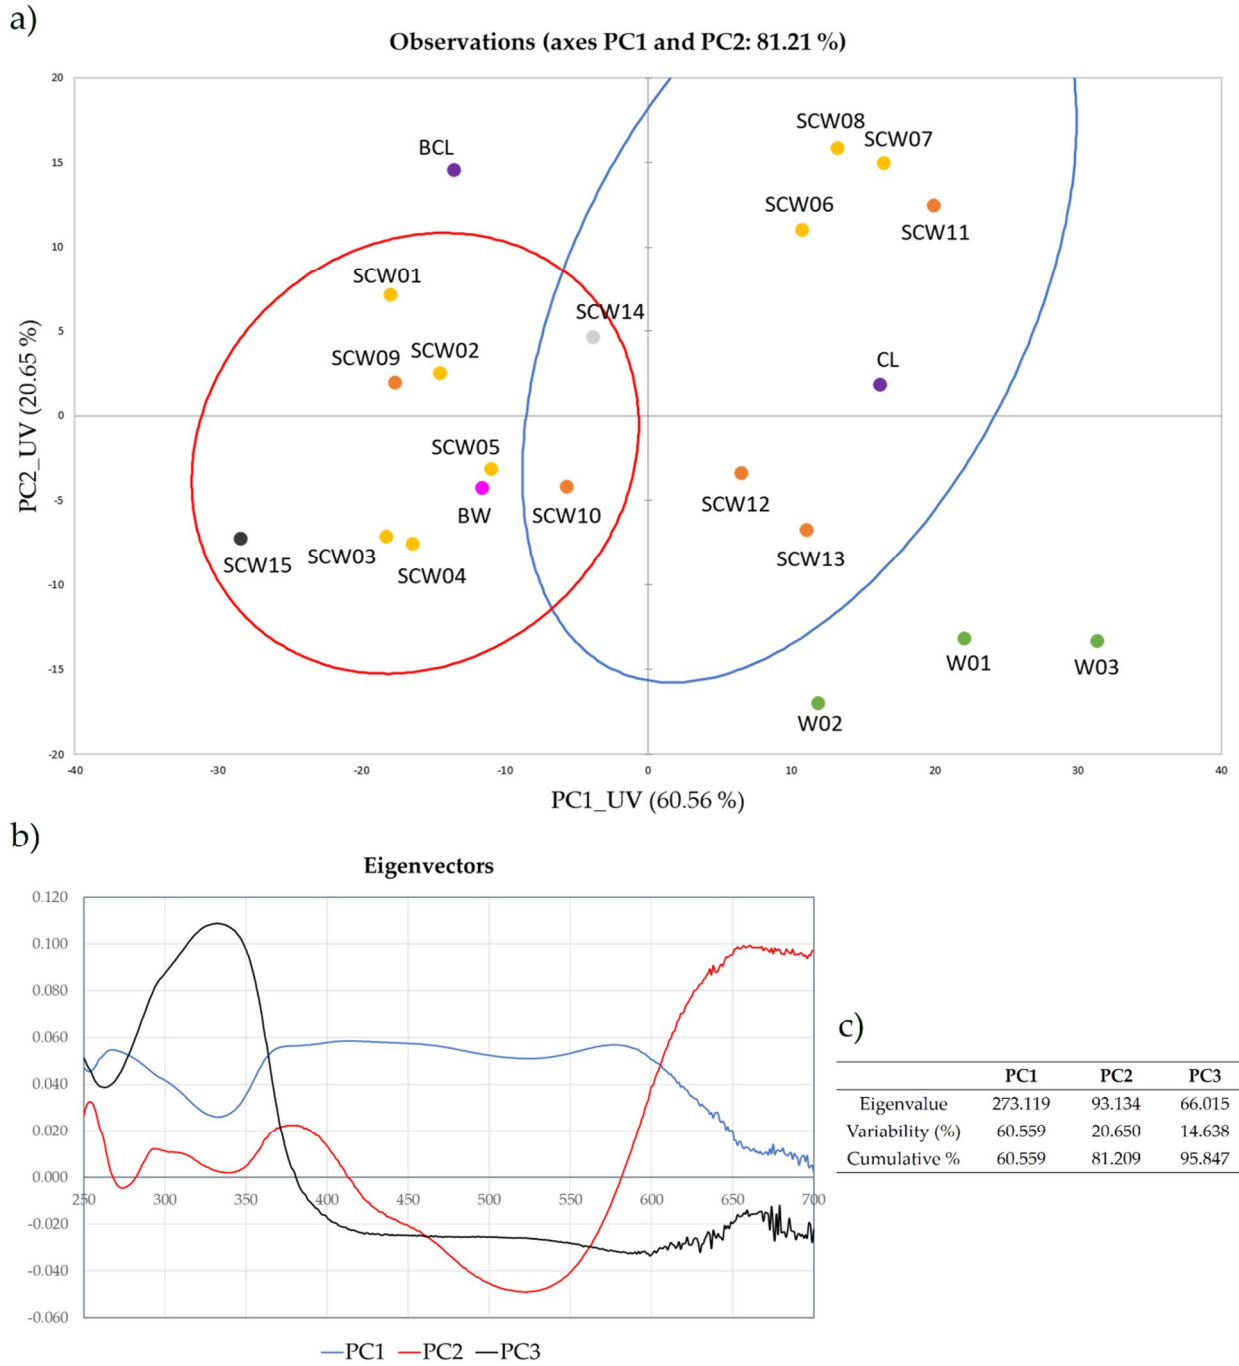 a)
Observations (axes PC1 and PC2: 81.21 %)
20
15
10
5
0
-5
-10
-15
-20
PC2_UV (20.65 %)
BCL
SCW08
SCW07
SCW06
SCW11
SCW01
SCW14
SCW09
SCW02
CL
SCW05
BW
SCW10
SCW12
SCW15
SCW03
SCW04
SCW13
W01
W03
W02
-40 -30 -20 -10 0 10 20 30 40
PC1_UV (60.56 %)
b)
Eigenvectors
0.120
0.100
0.080
0.060
0.040
0.020
0.000
-0.020
-0.040
-0.060
250 300 350 400 450 500 550 600 650 700
PC1 PC2 PC3
c)
PC1 PC2 PC3
Eigenvalue 273.119 93.134 66.015
Variability (%) 60.559 20.650 14.638
Cumulative % 60.559 81.209 95.847